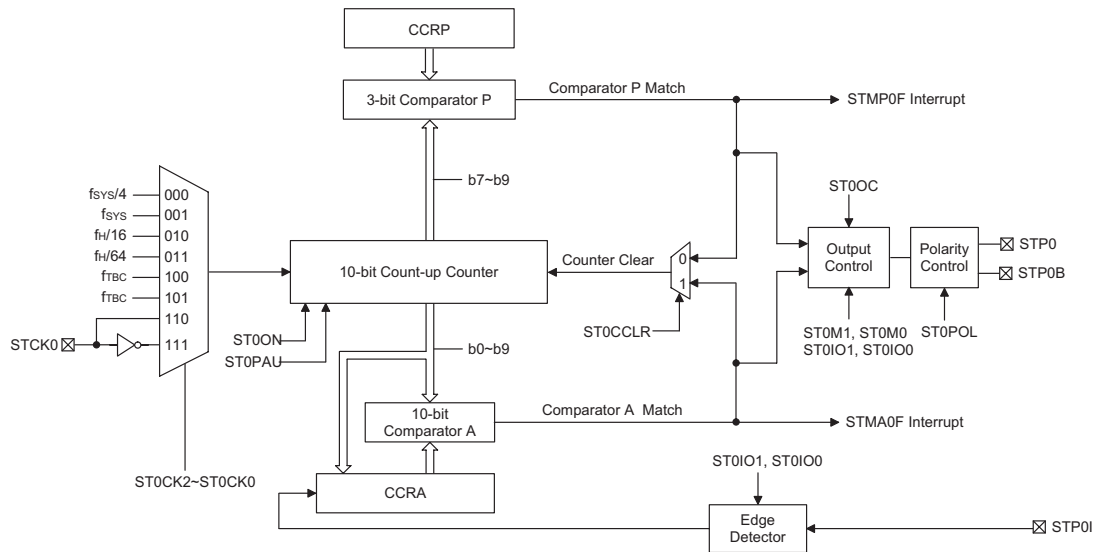 CCRP
3-bit Comparator P
Comparator P Match
STMP0F Interrupt
b7~b9
fSYS/4
000
fSYS
001
fH/16
010
fH/64
011
fTBC
100
fTBC
101
110
111
STCK0
ST0CK2~ST0CK0
10-bit Count-up Counter
ST0ON
ST0PAU
Counter Clear
0
1
ST0CCLR
ST0OC
Output
Control
ST0M1, ST0M0
ST0IO1, ST0IO0
Polarity
Control
ST0POL
STP0
STP0B
b0~b9
10-bit
Comparator A
Comparator A Match
STMA0F Interrupt
CCRA
ST0IO1, ST0IO0
Edge
Detector
STP0I